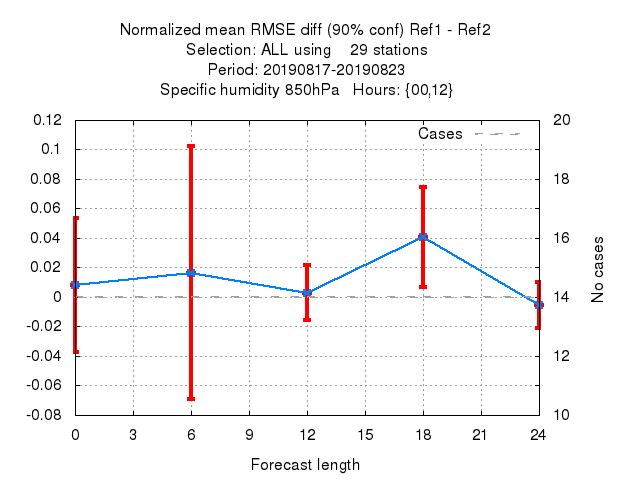 Normalized mean RMSE diff (90% conf) Ref1 - Ref2
Selection: ALL using    29 stations
Period: 20190817-20190823
Specific humidity 850hPa   Hours: {00,12}
Cases
0.12
0.1
0.08
0.06
0.04
0.02
0
-0.02
-0.04
-0.06
-0.08
20
18
16
14
12
10
No cases
0 3 6 9 12 15 18 21 24
Forecast length